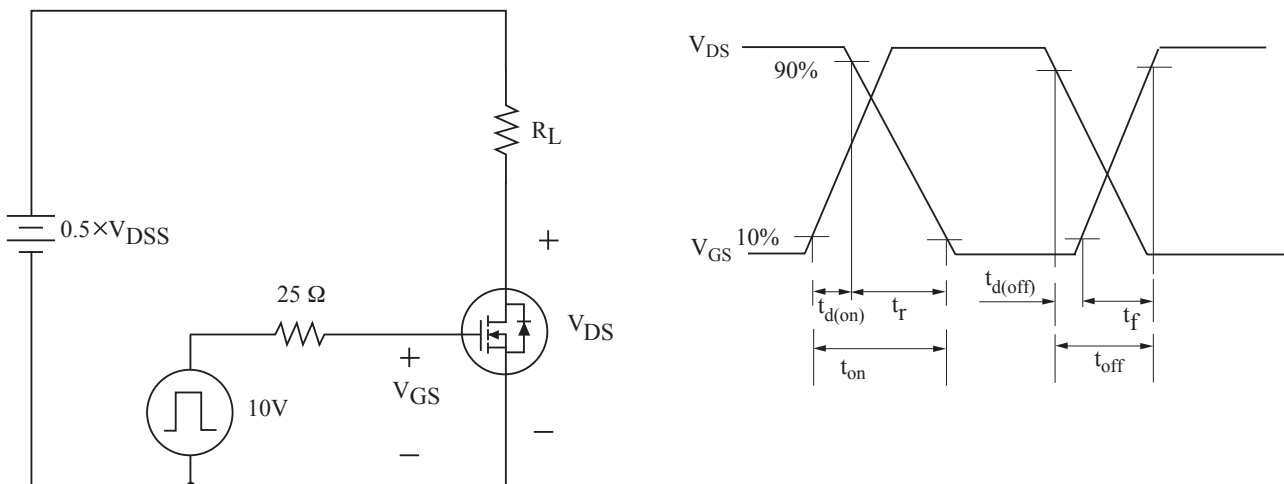 R_L
0.5×V_DSS
+
25 Ω
V_DS
+
V_GS
10V
−
−
V_DS
90%
10%
V_GS
t_d(on)
t_r
t_d(off)
t_f
t_on
t_off